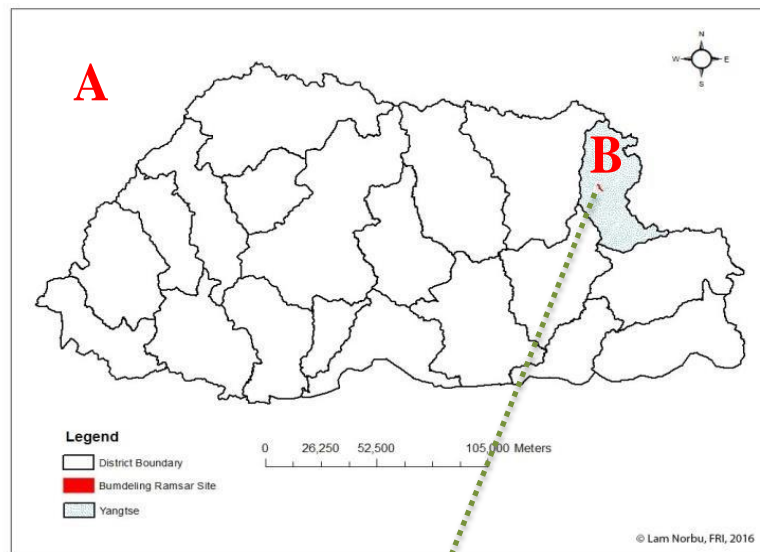 A
N
W E
S
B
Legend
District Boundary
Bumdeling Ramsar Site
Yangtse
0 26,250 52,500 105,000 Meters
© Lam Norbu, FRI, 2016